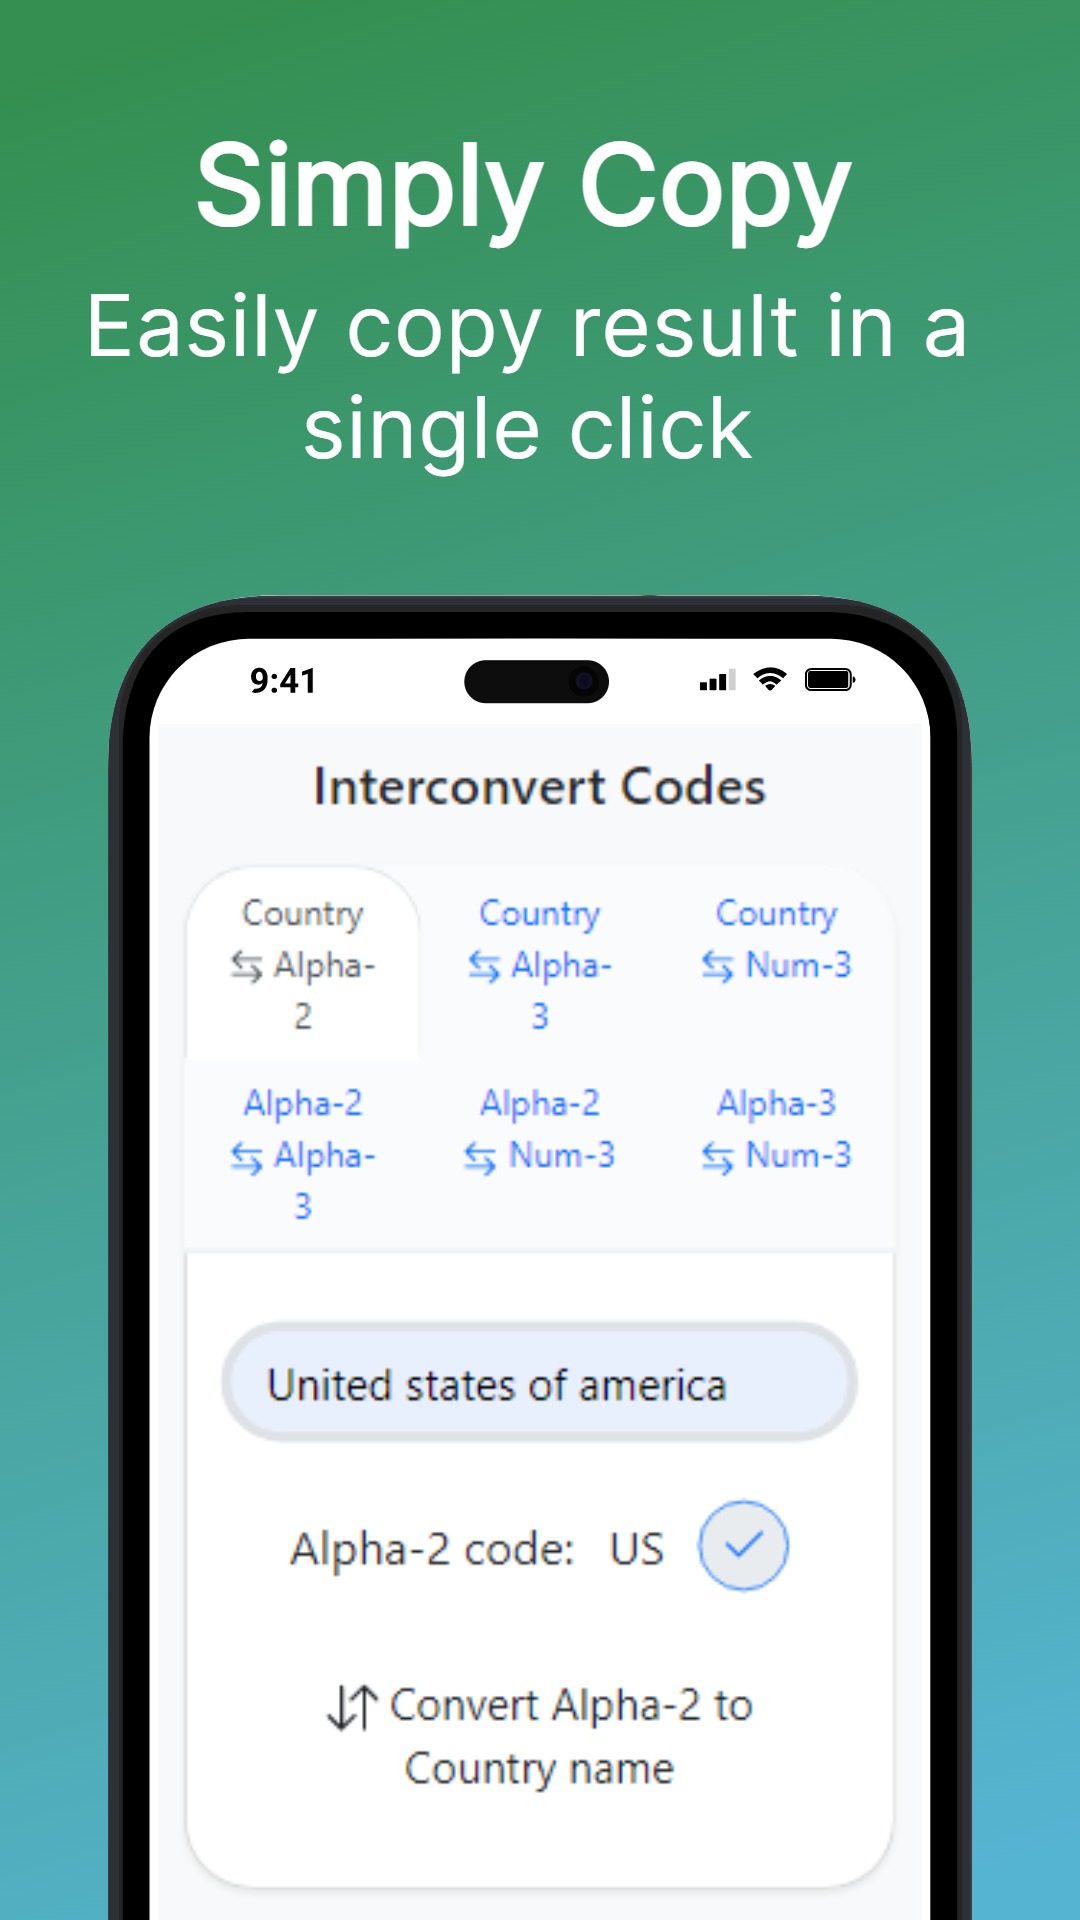 Simply Copy
Easily copy result in a
single click
9:41
Interconvert Codes
Country
⇆ Alpha-
2
Country
⇆ Alpha-
3
Country
⇆ Num-3
Alpha-2
⇆ Alpha-
3
Alpha-2
⇆ Num-3
Alpha-3
⇆ Num-3
United states of america
Alpha-2 code: US
Convert Alpha-2 to
Country name